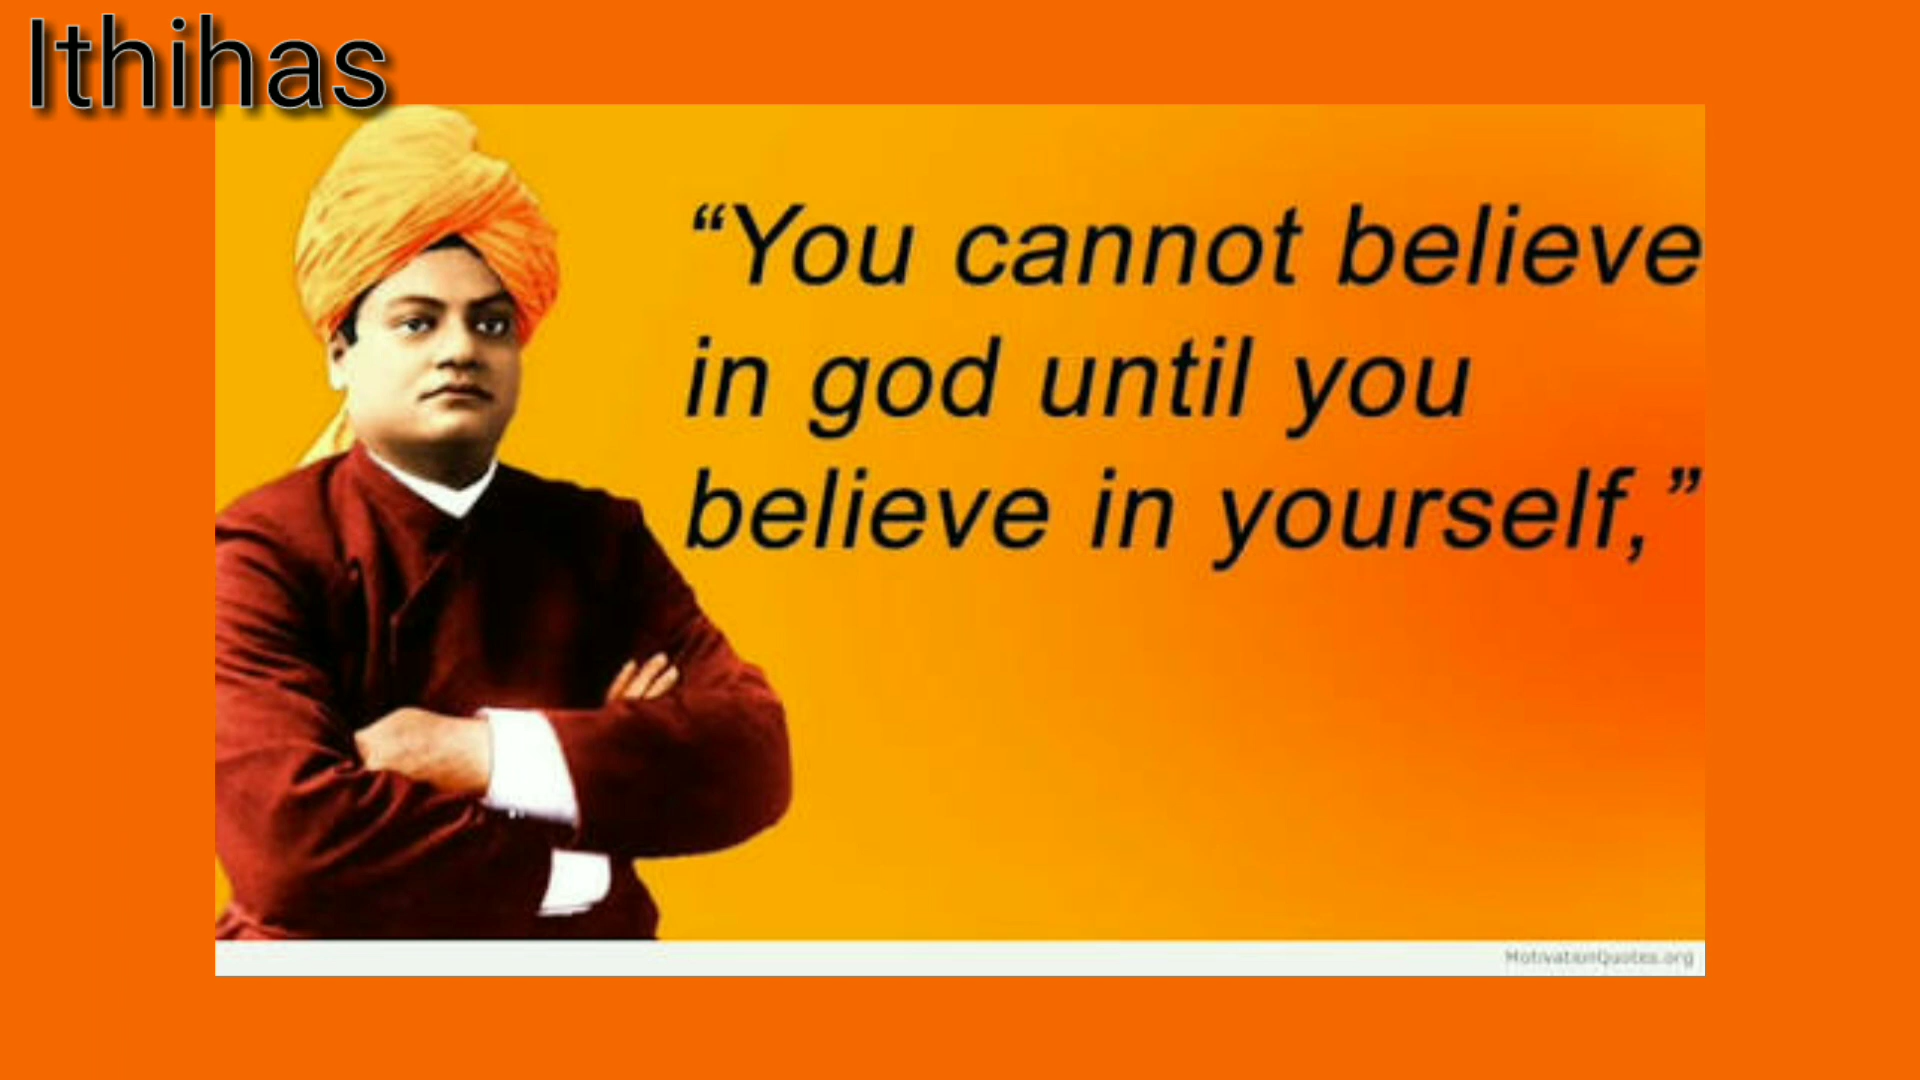 Ithihas
“You cannot believe
in god until you
believe in yourself,”
MotivationQuotes.org